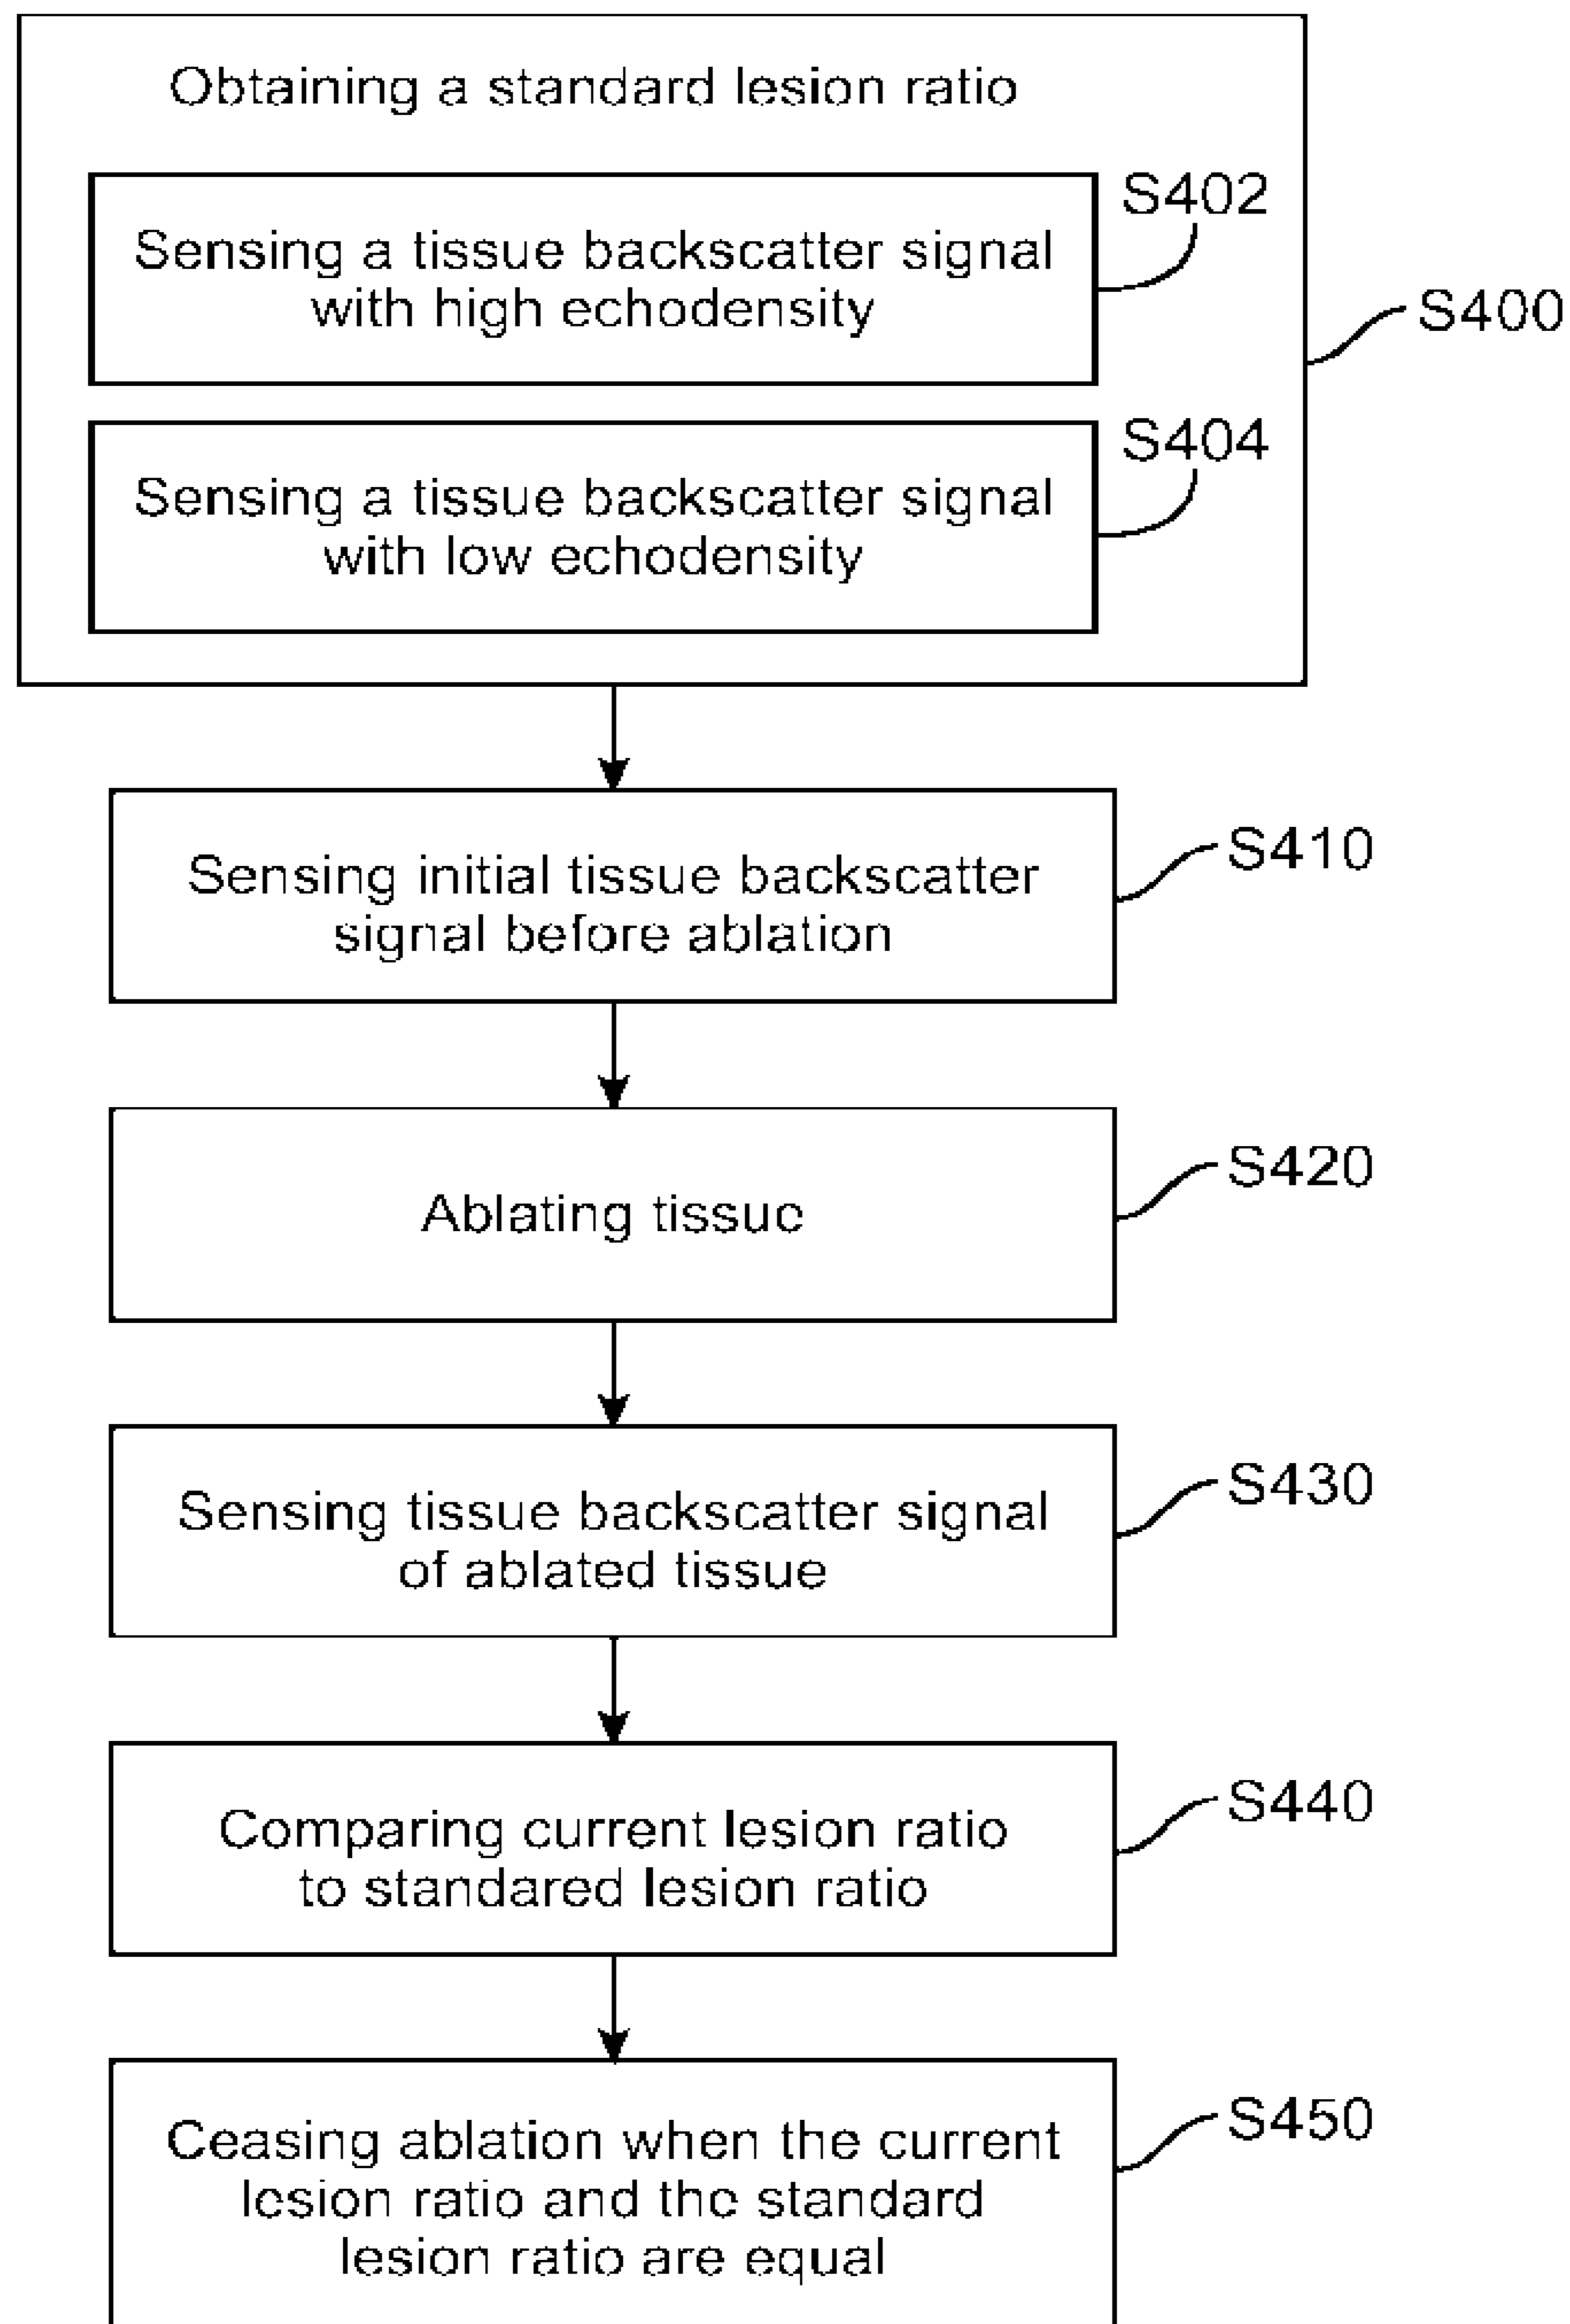 Obtaining a standard lesion ratio
S402
Sensing a tissue backscatter signal
with high echodensity
S400
S404
Sensing a tissue backscatter signal
with low echodensity
S410
Sensing initial tissue backscatter
signal before ablation
S420
Ablating tissue
S430
Sensing tissue backscatter signal
of ablated tissue
S440
Comparing current lesion ratio
to standared lesion ratio
S450
Ceasing ablation when the current
lesion ratio and the standard
lesion ratio are equal